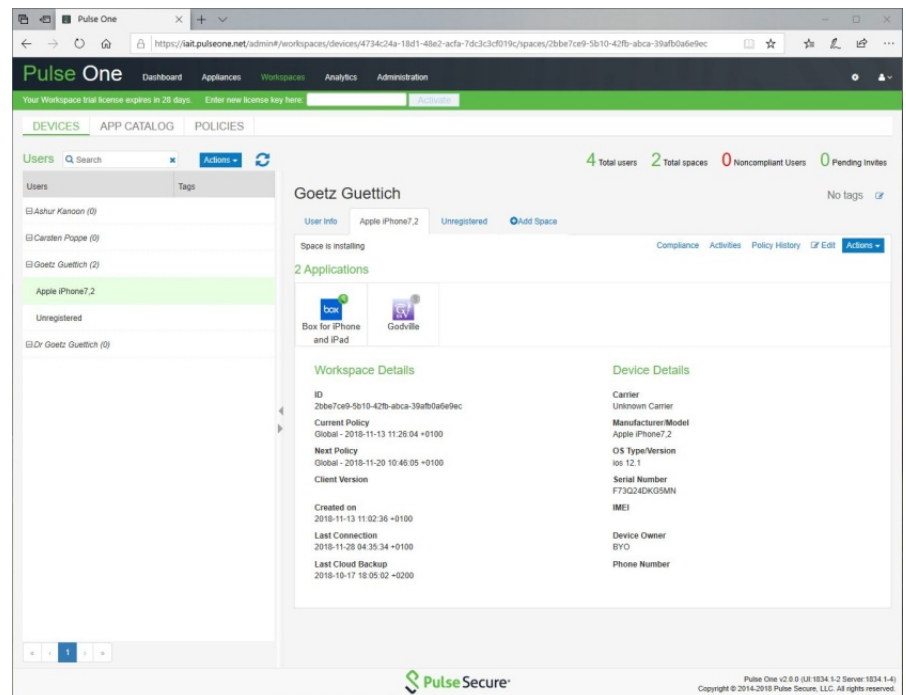 Pulse One
https://iait.pulseone.net/admin#/workspaces/devices/4734c24a-18d1-48e2-acfa-7dc3c3cf019c/spaces/2bbe7ce9-5b10-42fb-abca-39afb0a6e9ec
Pulse One Dashboard Appliances Workspaces Analytics Administration
Your Workspace trial license expires in 28 days. Enter new license key here: Activate
DEVICES APP CATALOG POLICIES
Users Search Actions
4 Total users 2 Total spaces 0 Noncompliant Users 0 Pending Invites
Users Tags
Ashur Kanoon (0)
Carsten Poppe (0)
Goetz Guettich (2)
Apple iPhone7,2
Unregistered
Dr Goetz Guettich (0)
Goetz Guettich
No tags
User Info Apple iPhone7,2 Unregistered Add Space
Space is installing Compliance Activities Policy History Edit Actions
2 Applications
box
GV
Box for iPhone
and iPad
Godville
Workspace Details
ID
2bbe7ce9-5b10-42fb-abca-39afb0a6e9ec
Current Policy
Global - 2018-11-13 11:26:04 +0100
Next Policy
Global - 2018-11-20 10:46:05 +0100
Client Version
Created on
2018-11-13 11:02:36 +0100
Last Connection
2018-11-28 04:35:34 +0100
Last Cloud Backup
2018-10-17 18:05:02 +0200
Device Details
Carrier
Unknown Carrier
Manufacturer/Model
Apple iPhone7,2
OS Type/Version
ios 12.1
Serial Number
F73Q24DKG5MN
IMEI
Device Owner
BYO
Phone Number
« ‹ 1 › »
Pulse Secure
Pulse One v2.0.0 (UI:1834.1-2 Server:1834.1-4)
Copyright © 2014-2018 Pulse Secure, LLC. All rights reserved.